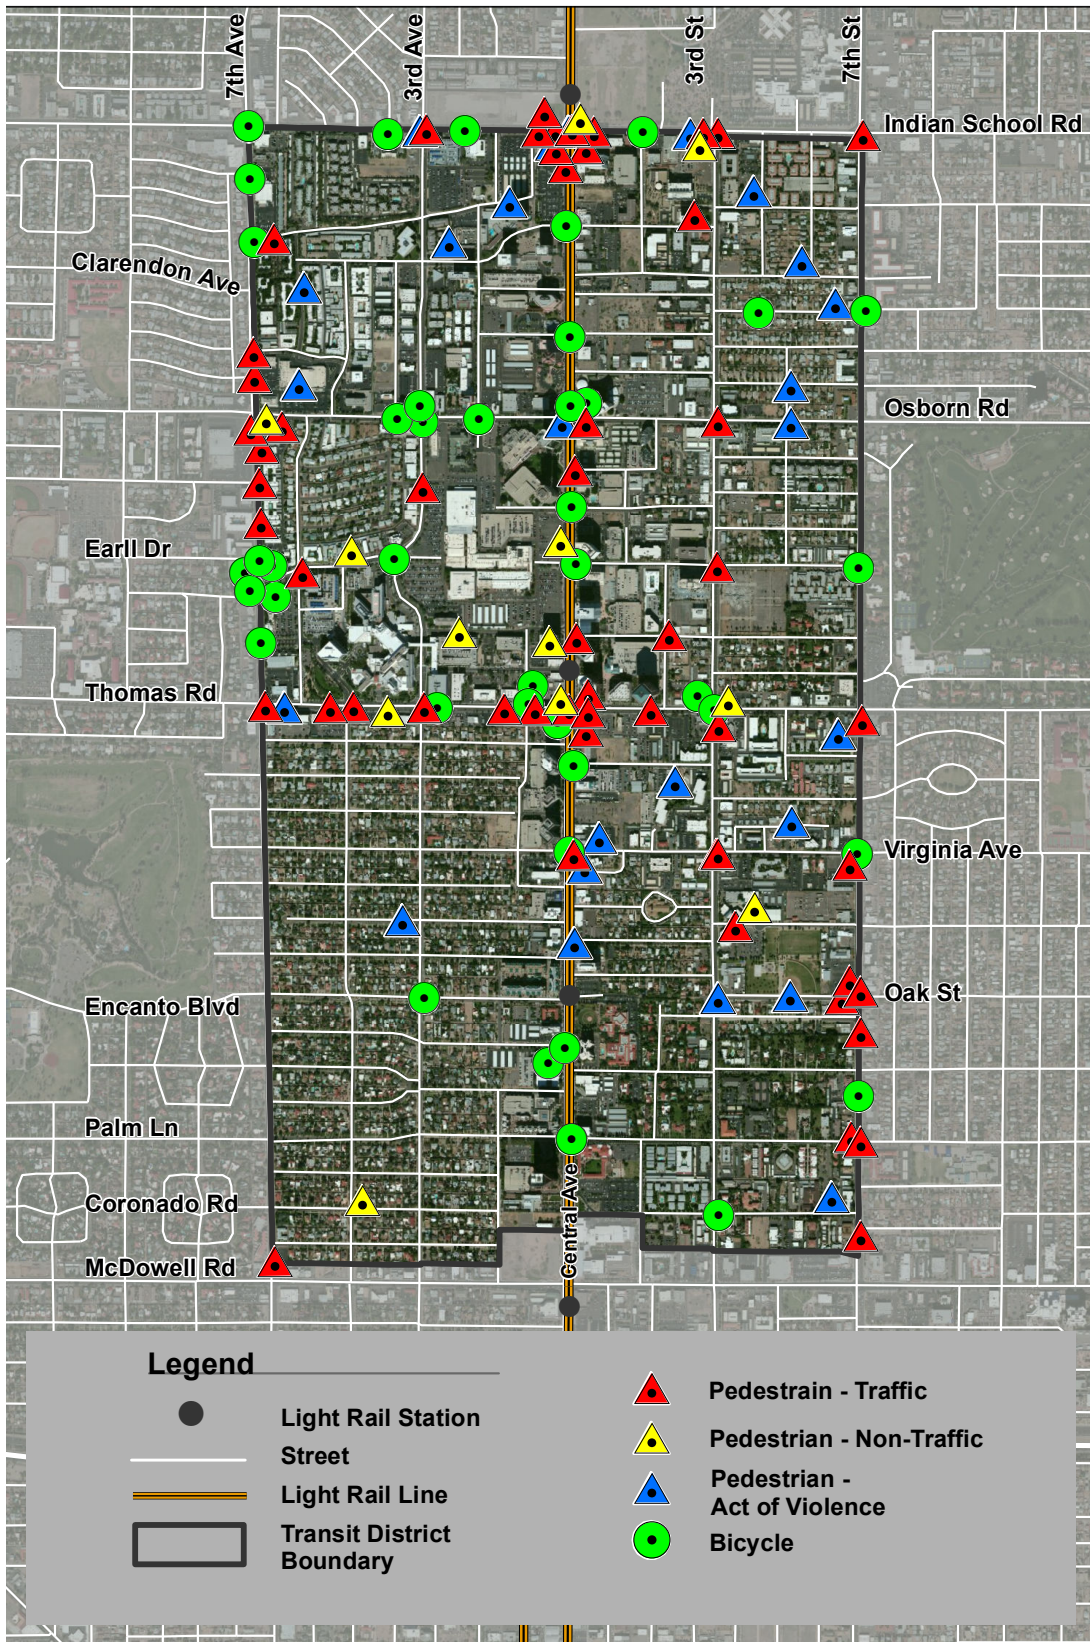 7th Ave
3rd Ave
3rd St
7th St
Indian School Rd
Clarendon Ave
Osborn Rd
Earll Dr
Thomas Rd
Virginia Ave
Encanto Blvd
Oak St
Palm Ln
Coronado Rd
Central Ave
McDowell Rd
Legend
Light Rail Station
Street
Light Rail Line
Transit District
Boundary
Pedestrain - Traffic
Pedestrian - Non-Traffic
Pedestrian -
Act of Violence
Bicycle